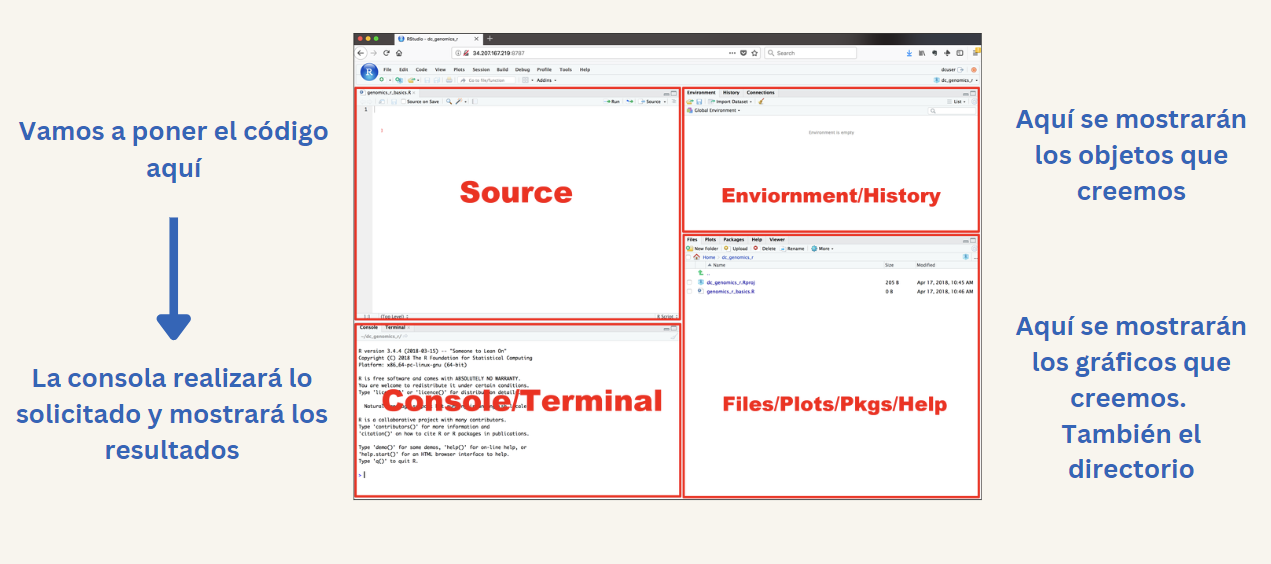 Vamos a poner el código
aquí
La consola realizará lo
solicitado y mostrará los
resultados
RStudio - dc_genomics_r
34.207.167.219:8787
Search
File Edit Code View Plots Session Build Debug Profile Tools Help
dcuser
Go to file/function
Addins
dc_genomics_r
genomics_r_basics.R
Source on Save
Run
Source
1
Source
(Top Level)
R Script
Console Terminal
~/dc_genomics_r/
R version 3.4.4 (2018-03-15) -- "Someone to Lean On"
Copyright (C) 2018 The R Foundation for Statistical Computing
Platform: x86_64-pc-linux-gnu (64-bit)
R is free software and comes with ABSOLUTELY NO WARRANTY.
You are welcome to redistribute it under certain conditions.
Type 'licence()' for distribution
Console/Terminal
Natural
R is a collaborative project with many contributors.
Type 'contributors()' for more information and
'citation()' on how to cite R or R packages in publications.
Type 'demo()' for some demos, 'help()' for on-line help, or
'help.start()' for an HTML browser interface to help.
Type 'q()' to quit R.
>
Environment History Connections
Import Dataset
List
Global Environment
Environment is empty
Enviornment/History
Files Plots Packages Help Viewer
New Folder Upload Delete Rename More
Home dc_genomics_r
Name Size Modified
..
dc_genomics_r.Rproj 205 B Apr 17, 2018, 10:45 AM
genomics_r_basics.R 0 B Apr 17, 2018, 10:46 AM
Files/Plots/Pkgs/Help
Aquí se mostrarán
los objetos que
creemos
Aquí se mostrarán
los gráficos que
creemos.
También el
directorio